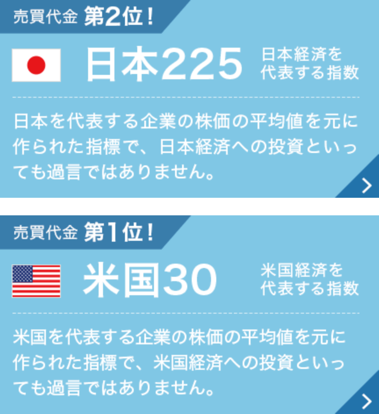 売買代金 第2位!
日本225
日本経済を
代表する指数
日本を代表する企業の株価の平均値を元に
作られた指標で、日本経済への投資といっ
ても過言ではありません。
売買代金 第1位!
米国30
米国経済を
代表する指数
米国を代表する企業の株価の平均値を元に
作られた指標で、米国経済への投資といっ
ても過言ではありません。